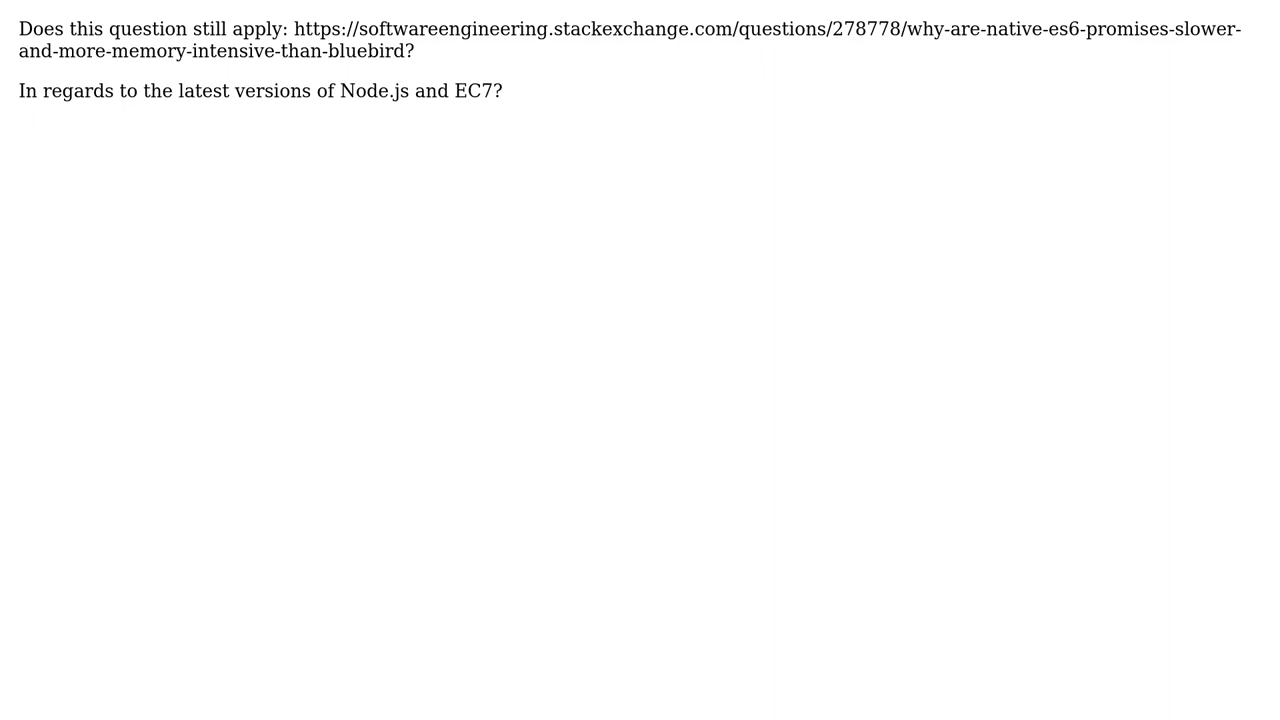 Does this question still apply: https://softwareengineering.stackexchange.com/questions/278778/why-are-native-es6-promises-slower-
and-more-memory-intensive-than-bluebird?
In regards to the latest versions of Node.js and EC7?